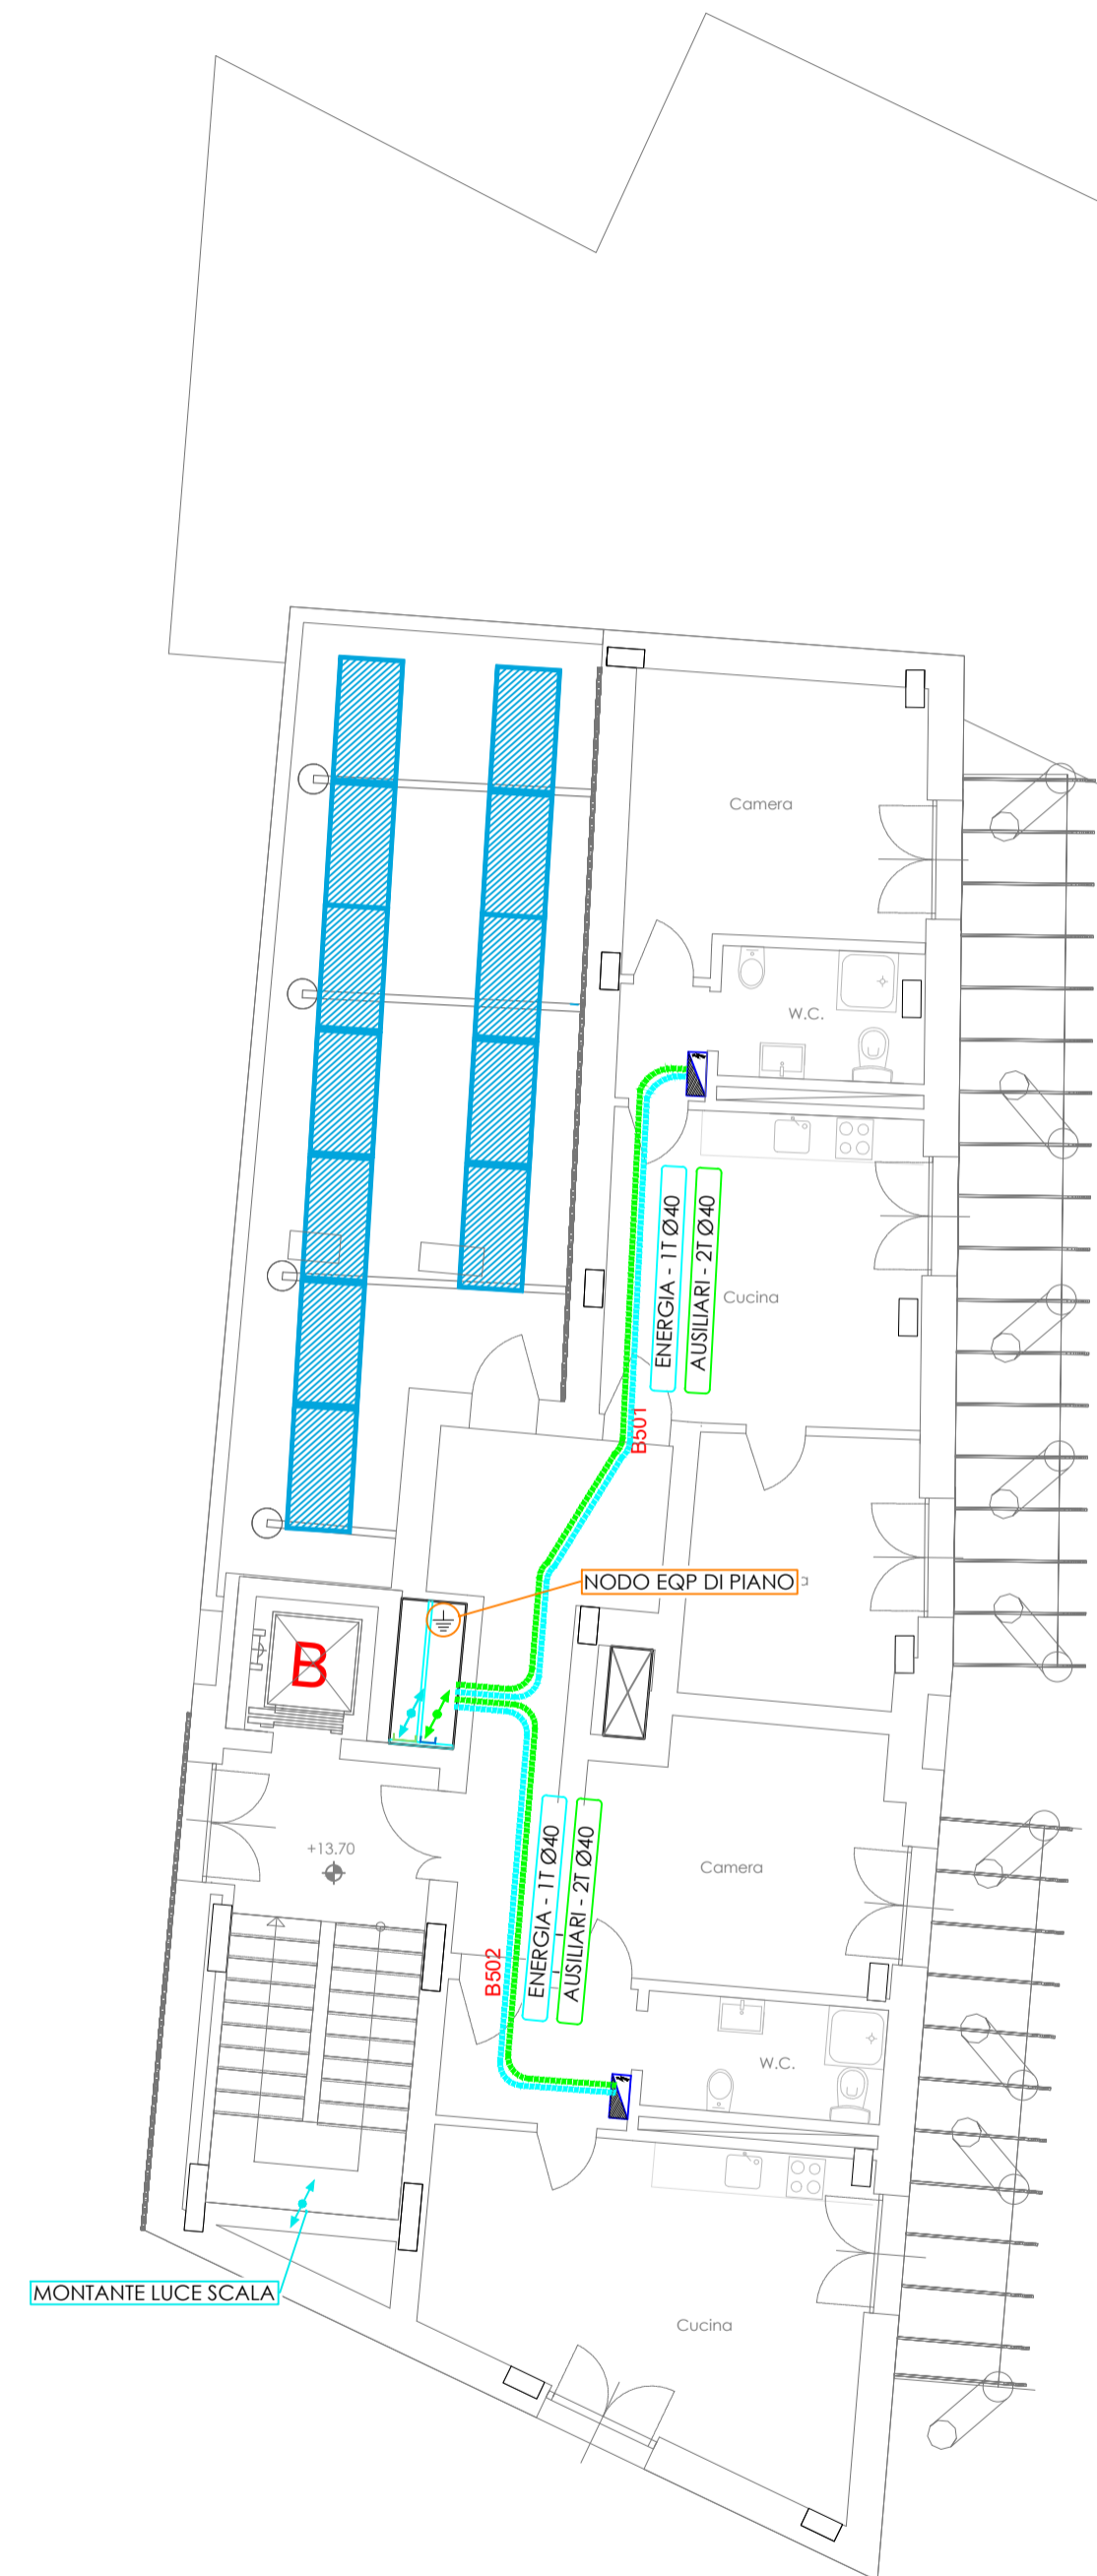 Camera
W.C.
ENERGIA - 1T Ø40
AUSILIARI - 2T Ø40
Cucina
B501
NODO EQP DI PIANO
B
+13.70
ENERGIA - 1T Ø40
AUSILIARI - 2T Ø40
Camera
B502
W.C.
MONTANTE LUCE SCALA
Cucina